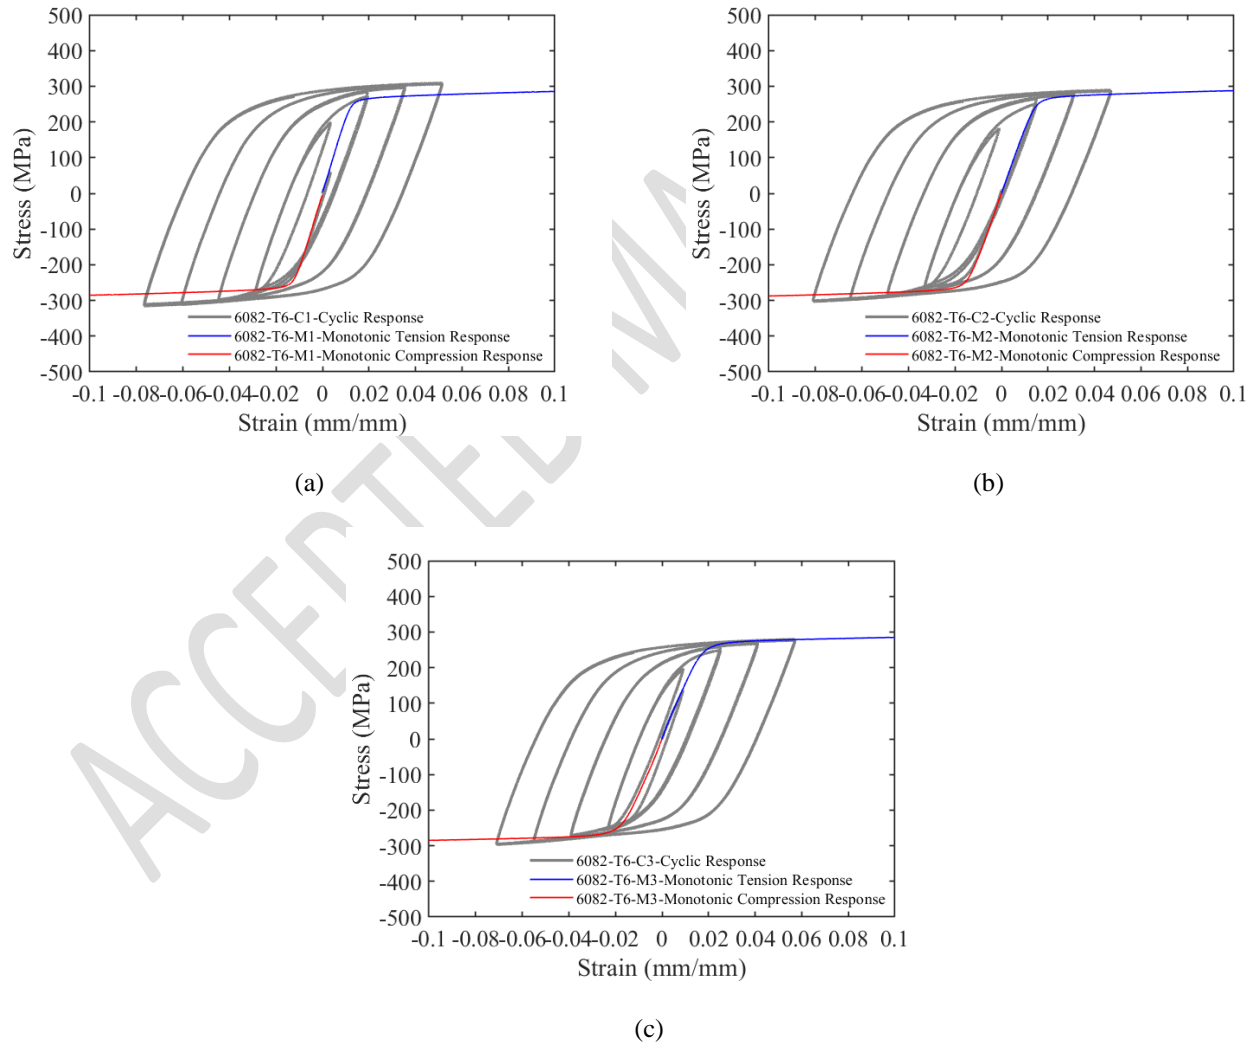 500
400
300
200
100
0
-100
-200
-300
-400
-500
Stress (MPa)
6082-T6-C1-Cyclic Response
6082-T6-M1-Monotonic Tension Response
6082-T6-M1-Monotonic Compression Response
-0.1 -0.08-0.06-0.04-0.02 0 0.02 0.04 0.06 0.08 0.1
Strain (mm/mm)
(a)
500
400
300
200
100
0
-100
-200
-300
-400
-500
Stress (MPa)
6082-T6-C2-Cyclic Response
6082-T6-M2-Monotonic Tension Response
6082-T6-M2-Monotonic Compression Response
-0.1 -0.08-0.06-0.04-0.02 0 0.02 0.04 0.06 0.08 0.1
Strain (mm/mm)
(b)
500
400
300
200
100
0
-100
-200
-300
-400
-500
Stress (MPa)
6082-T6-C3-Cyclic Response
6082-T6-M3-Monotonic Tension Response
6082-T6-M3-Monotonic Compression Response
-0.1 -0.08-0.06-0.04-0.02 0 0.02 0.04 0.06 0.08 0.1
Strain (mm/mm)
(c)
ACCEPTED MA